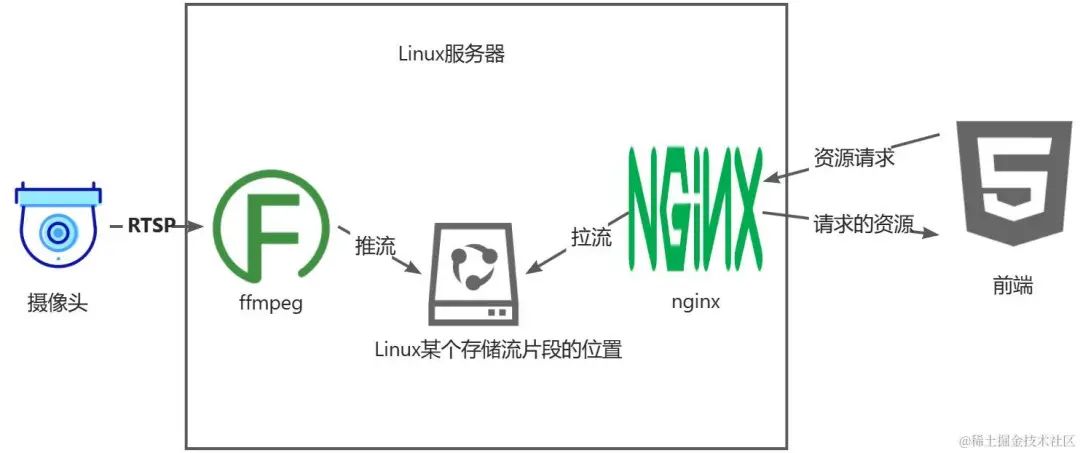 Linux服务器
资源请求
RTSP
推流
拉流
NGiNX
请求的资源
摄像头
ffmpeg
nginx
前端
Linux某个存储流片段的位置
@稀土掘金技术社区